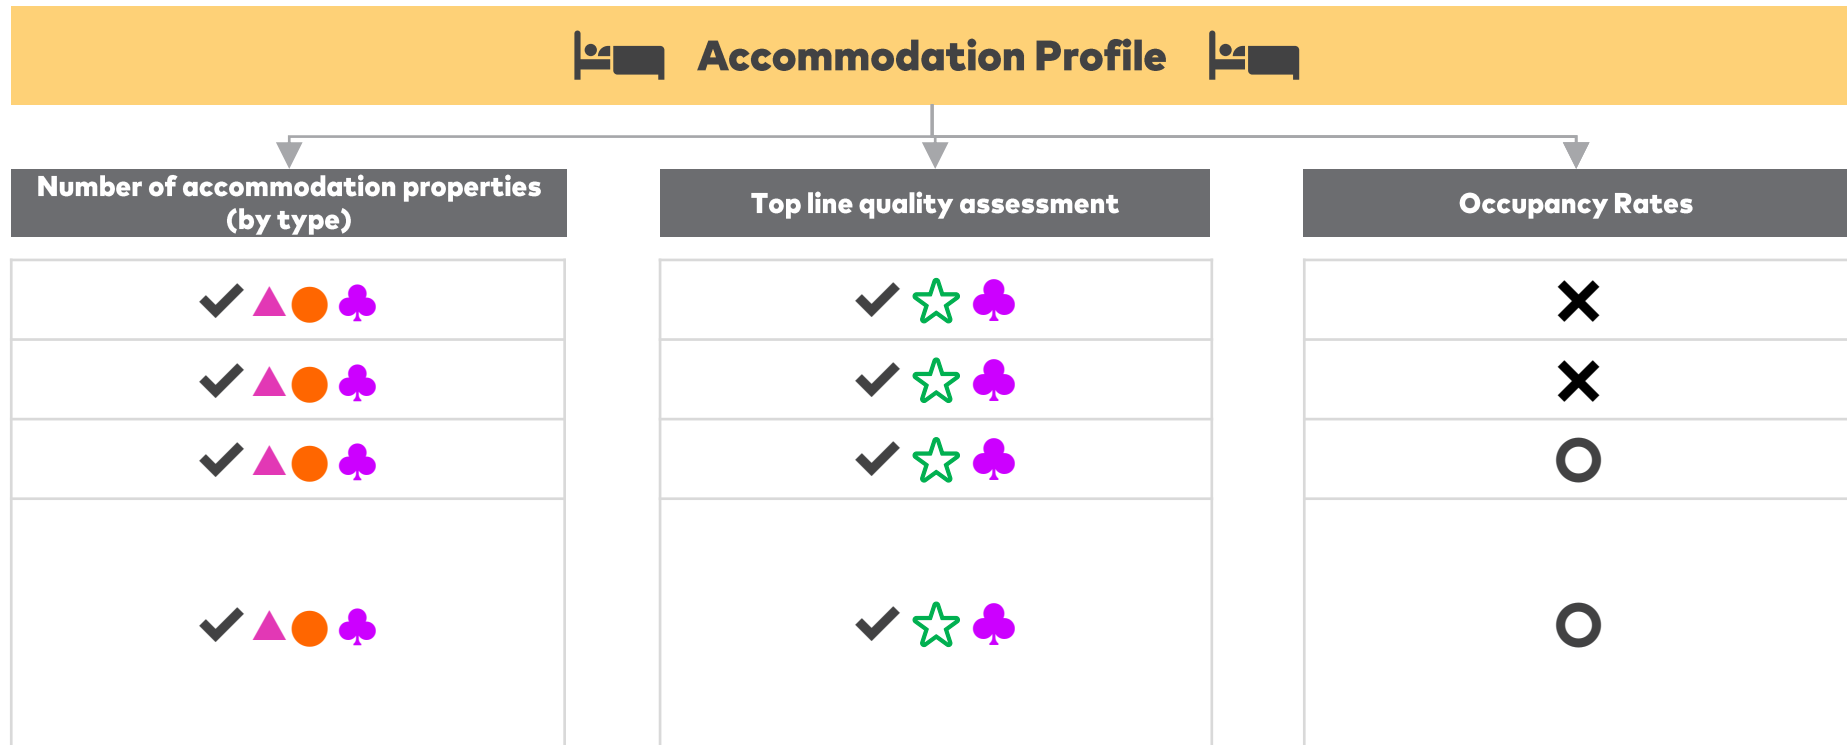 Accommodation Profile
Number of accommodation properties
(by type)
Top line quality assessment
Occupancy Rates